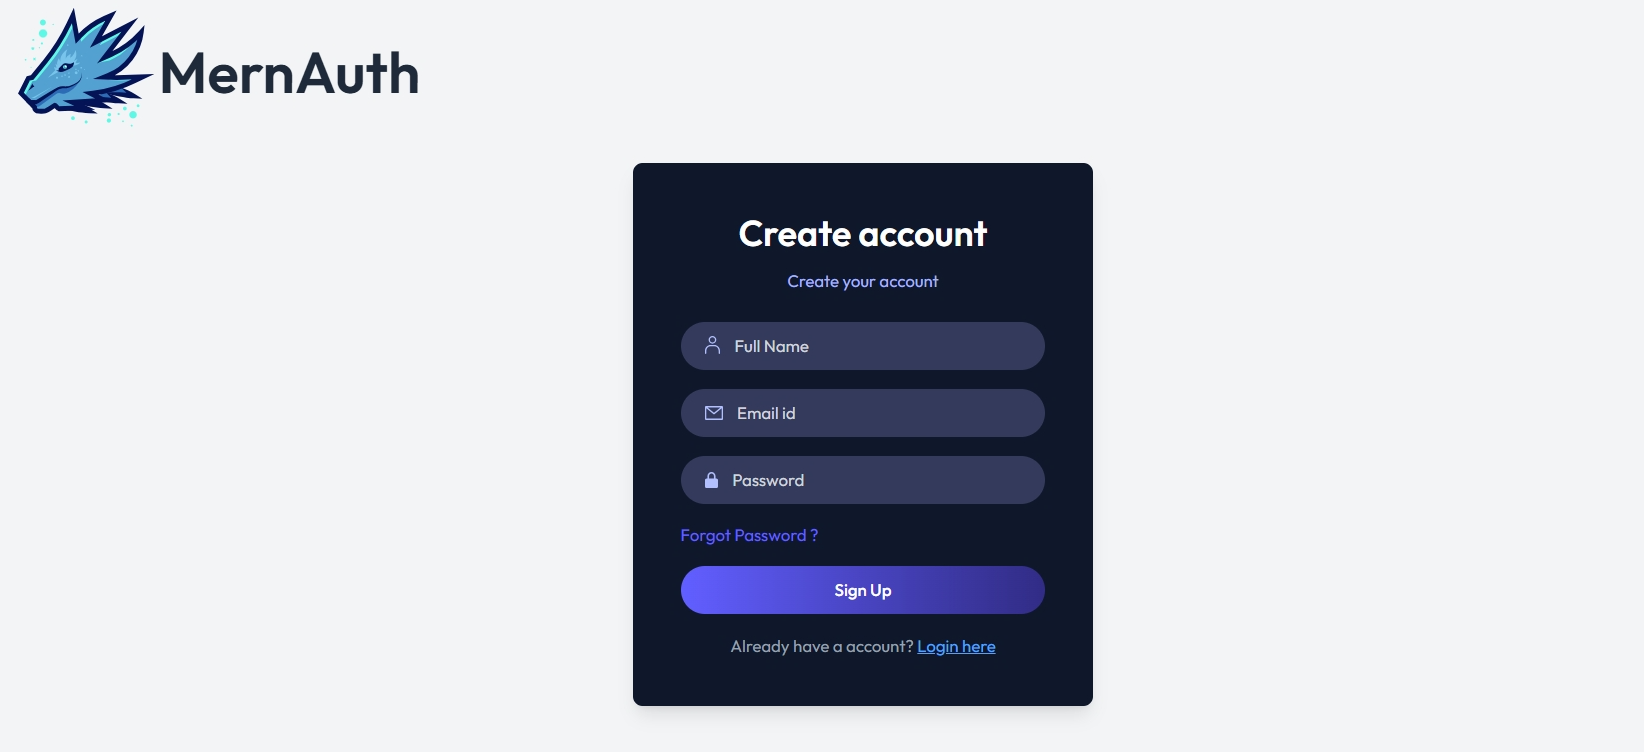 MernAuth
Create account
Create your account
Full Name
Email id
Password
Forgot Password ?
Sign Up
Already have a account? Login here